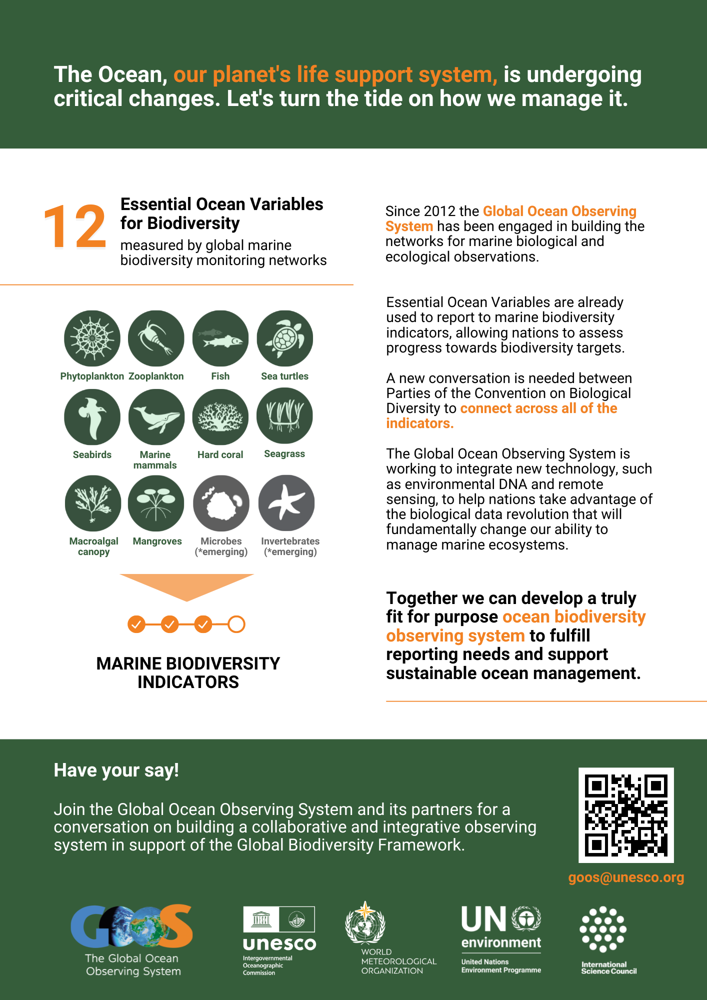 The Ocean, our planet's life support system, is undergoing
critical changes. Let's turn the tide on how we manage it.
12
Essential Ocean Variables
for Biodiversity
measured by global marine
biodiversity monitoring networks
Phytoplankton Zooplankton Fish Sea turtles
Seabirds Marine mammals Hard coral Seagrass
Macroalgal canopy Mangroves Microbes (*emerging) Invertebrates (*emerging)
MARINE BIODIVERSITY
INDICATORS
Since 2012 the Global Ocean Observing
System has been engaged in building the
networks for marine biological and
ecological observations.
Essential Ocean Variables are already
used to report to marine biodiversity
indicators, allowing nations to assess
progress towards biodiversity targets.
A new conversation is needed between
Parties of the Convention on Biological
Diversity to connect across all of the
indicators.
The Global Ocean Observing System is
working to integrate new technology, such
as environmental DNA and remote
sensing, to help nations take advantage of
the biological data revolution that will
fundamentally change our ability to
manage marine ecosystems.
Together we can develop a truly
fit for purpose ocean biodiversity
observing system to fulfill
reporting needs and support
sustainable ocean management.
Have your say!
Join the Global Ocean Observing System and its partners for a
conversation on building a collaborative and integrative observing
system in support of the Global Biodiversity Framework.
goos@unesco.org
GOOS
The Global Ocean
Observing System
UNESCO
unesco
Intergovernmental
Oceanographic
Commission
WORLD
METEOROLOGICAL
ORGANIZATION
UN
environment
United Nations
Environment Programme
International
Science Council